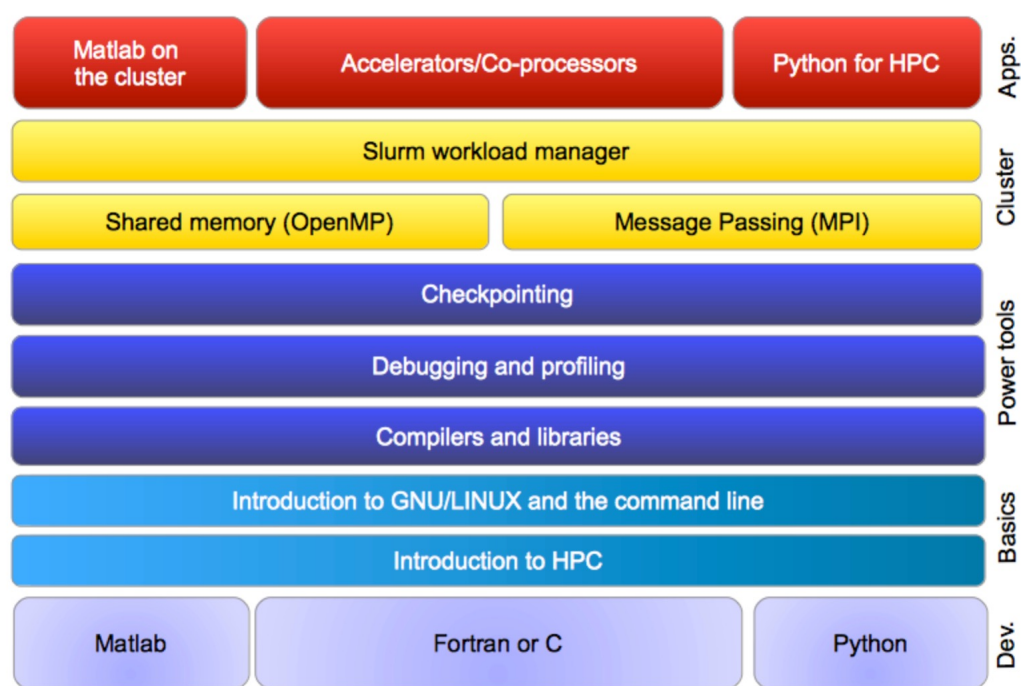 Matlab on
the cluster
Accelerators/Co-processors
Python for HPC
Apps.
Slurm workload manager
Shared memory (OpenMP)
Message Passing (MPI)
Cluster
Checkpointing
Debugging and profiling
Compilers and libraries
Power tools
Introduction to GNU/LINUX and the command line
Introduction to HPC
Basics
Matlab
Fortran or C
Python
Dev.